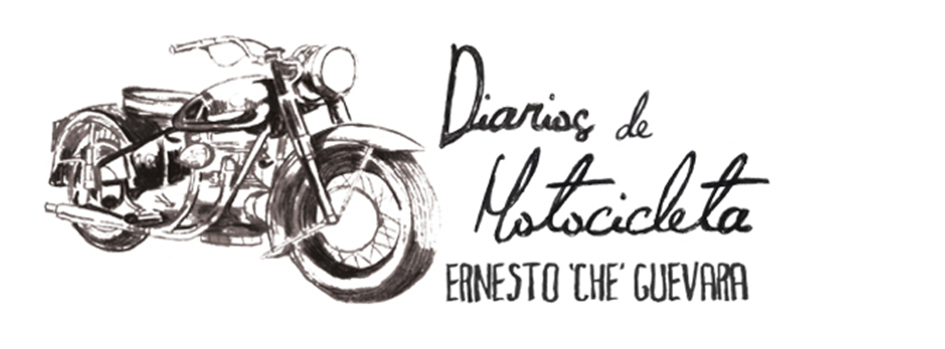 Diarios de
Motocicleta
ERNESTO 'CHE' GUEVARA